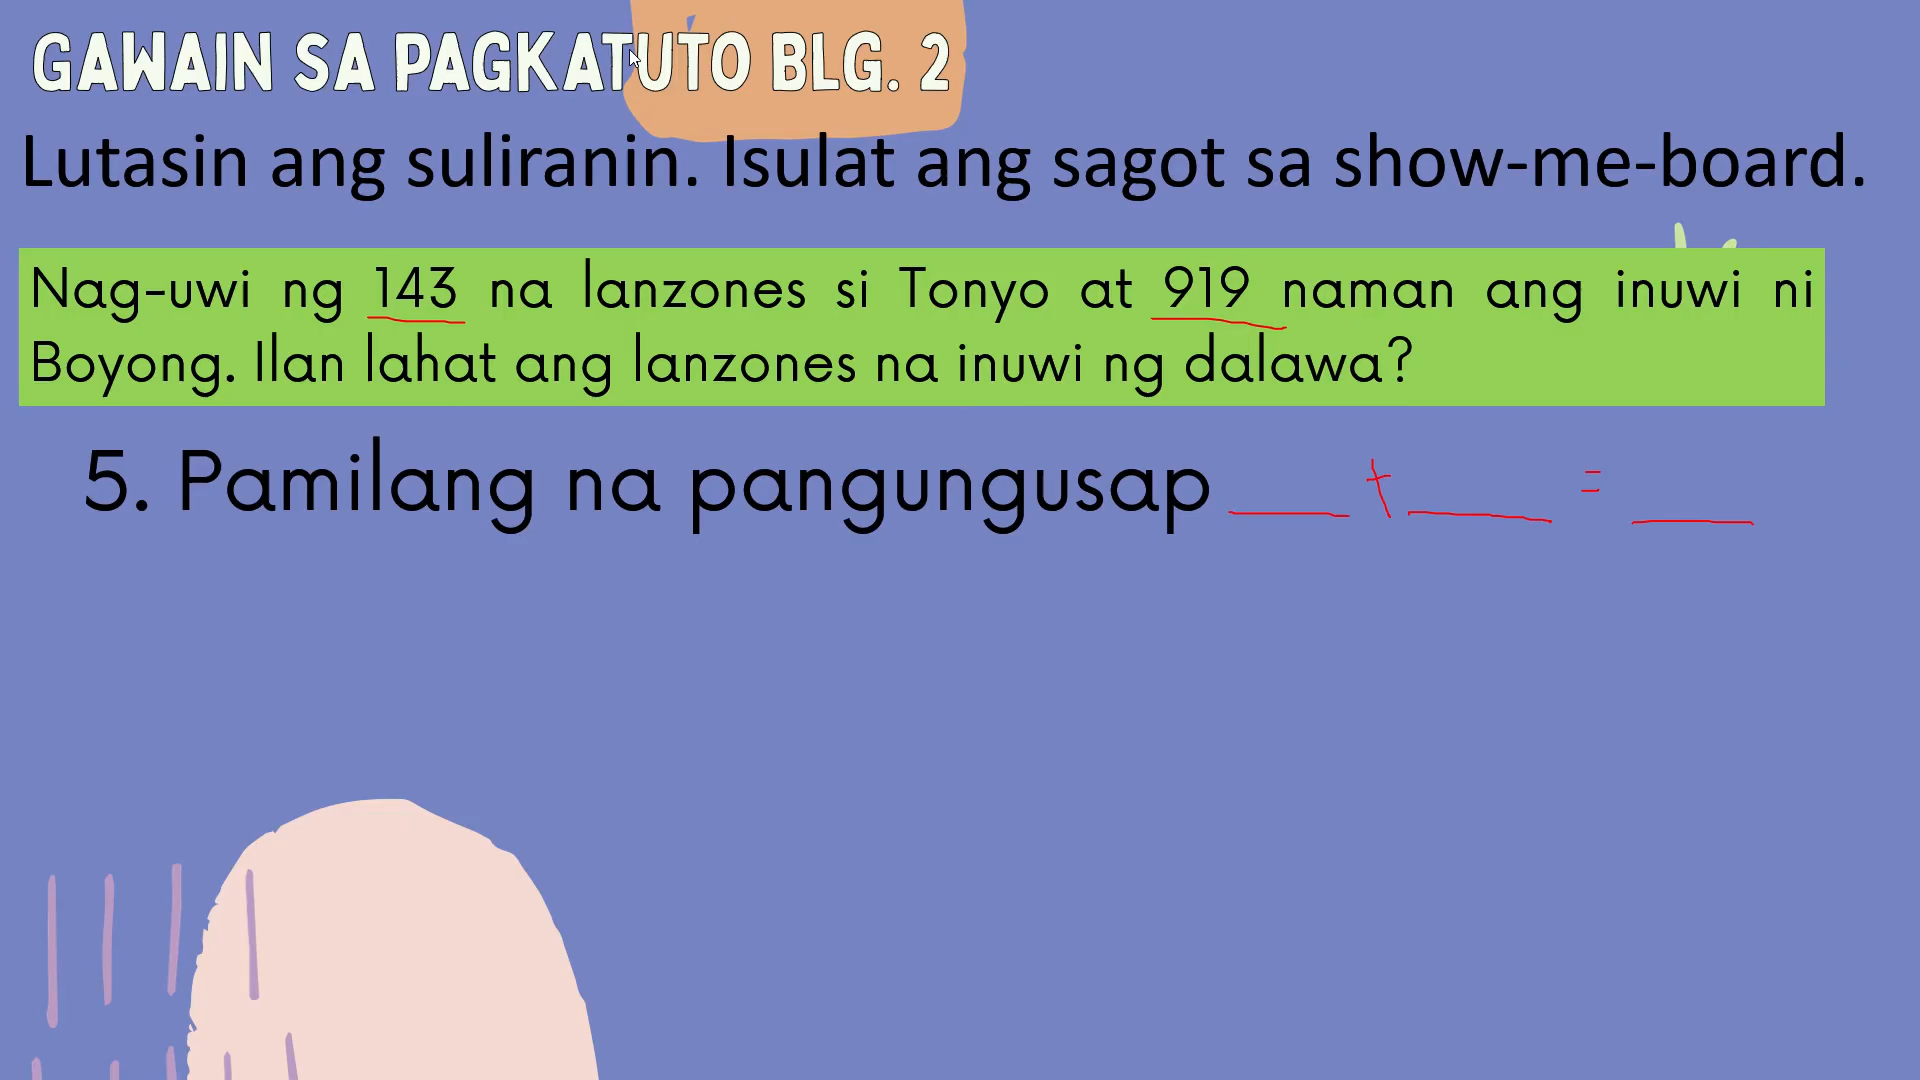 GAWAIN SA PAGKATUTO BLG. 2
Lutasin ang suliranin. Isulat ang sagot sa show-me-board.
Nag-uwi ng 143 na lanzones si Tonyo at 919 naman ang inuwi ni
Boyong. Ilan lahat ang lanzones na inuwi ng dalawa?
5. Pamilang na pangungusap ___ + ___ = ___